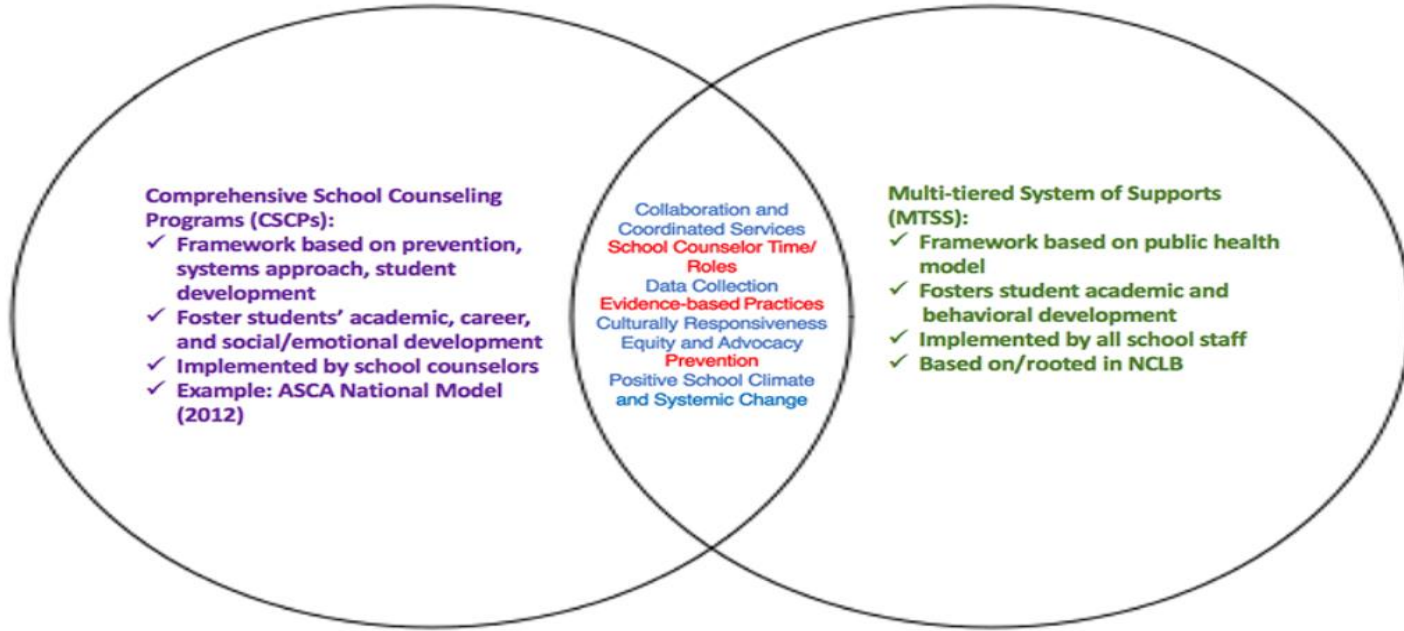 Comprehensive School Counseling
Programs (CSCPs):
✓ Framework based on prevention,
systems approach, student
development
✓ Foster students’ academic, career,
and social/emotional development
✓ Implemented by school counselors
✓ Example: ASCA National Model
(2012)
Collaboration and
Coordinated Services
School Counselor Time/
Roles
Data Collection
Evidence-based Practices
Culturally Responsiveness
Equity and Advocacy
Prevention
Positive School Climate
and Systemic Change
Multi-tiered System of Supports
(MTSS):
✓ Framework based on public health
model
✓ Fosters student academic and
behavioral development
✓ Implemented by all school staff
✓ Based on/rooted in NCLB